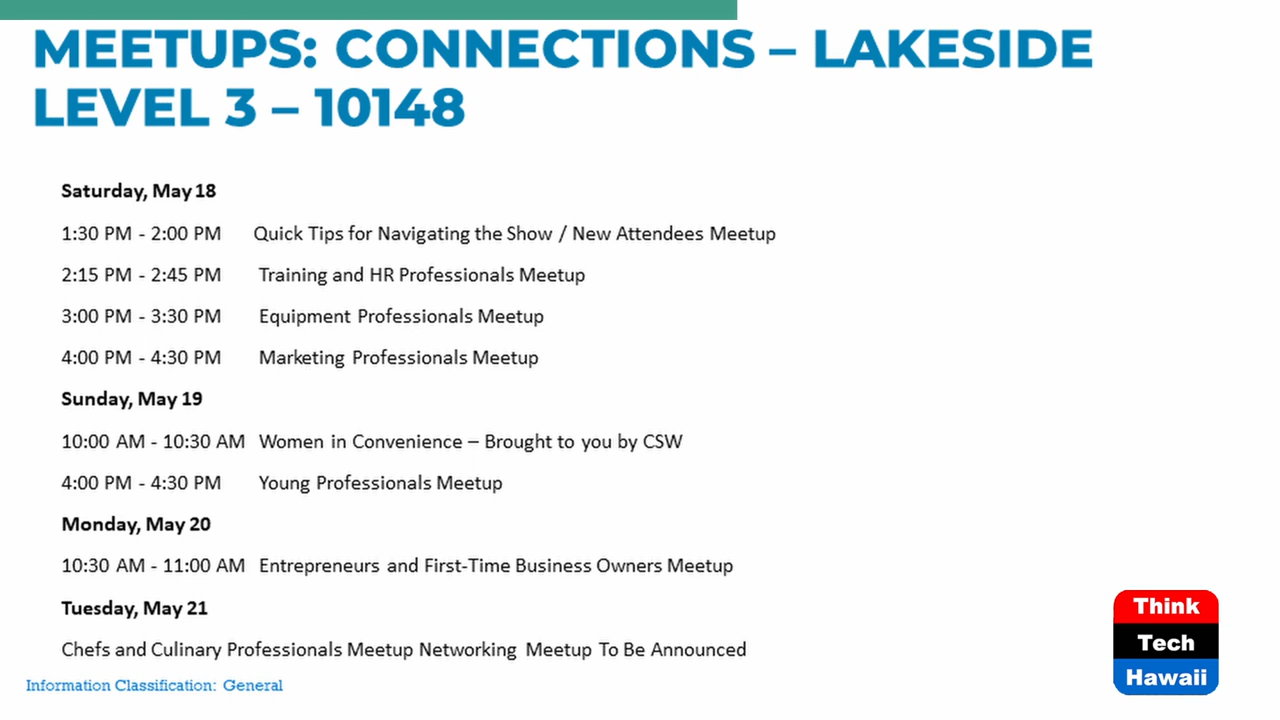 MEETUPS: CONNECTIONS – LAKESIDE
LEVEL 3 – 10148
Saturday, May 18
1:30 PM - 2:00 PM Quick Tips for Navigating the Show / New Attendees Meetup
2:15 PM - 2:45 PM Training and HR Professionals Meetup
3:00 PM - 3:30 PM Equipment Professionals Meetup
4:00 PM - 4:30 PM Marketing Professionals Meetup
Sunday, May 19
10:00 AM - 10:30 AM Women in Convenience – Brought to you by CSW
4:00 PM - 4:30 PM Young Professionals Meetup
Monday, May 20
10:30 AM - 11:00 AM Entrepreneurs and First-Time Business Owners Meetup
Tuesday, May 21
Chefs and Culinary Professionals Meetup Networking Meetup To Be Announced
Information Classification: General
Think
Tech
Hawaii